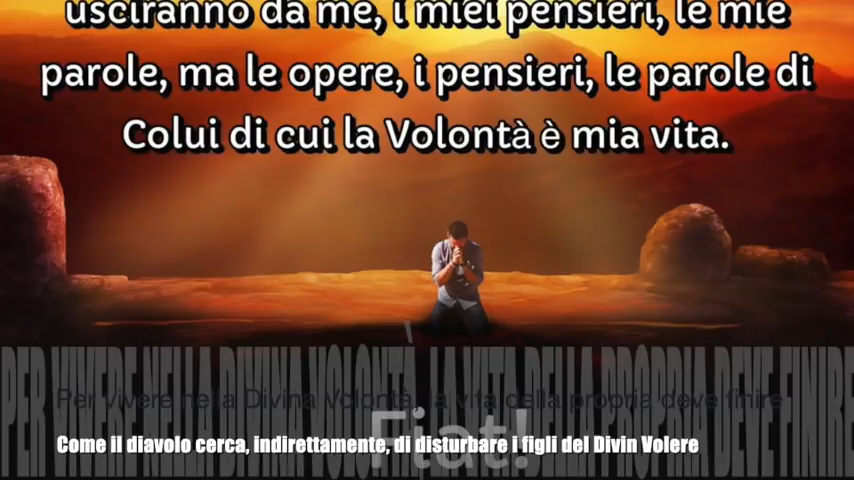 usciranno da me, i miei pensieri, le mie
parole, ma le opere, i pensieri, le parole di
Colui di cui la Volontà è mia vita.
PER VIVERE NELLA DIVINA VOLONTÀ, LA VITA DELLA PROPRIA DEVE FINIRE
Per vivere nella Divina Volontà, la vita della propria deve finire
Fiat!
Come il diavolo cerca, indirettamente, di disturbare i figli del Divin Volere